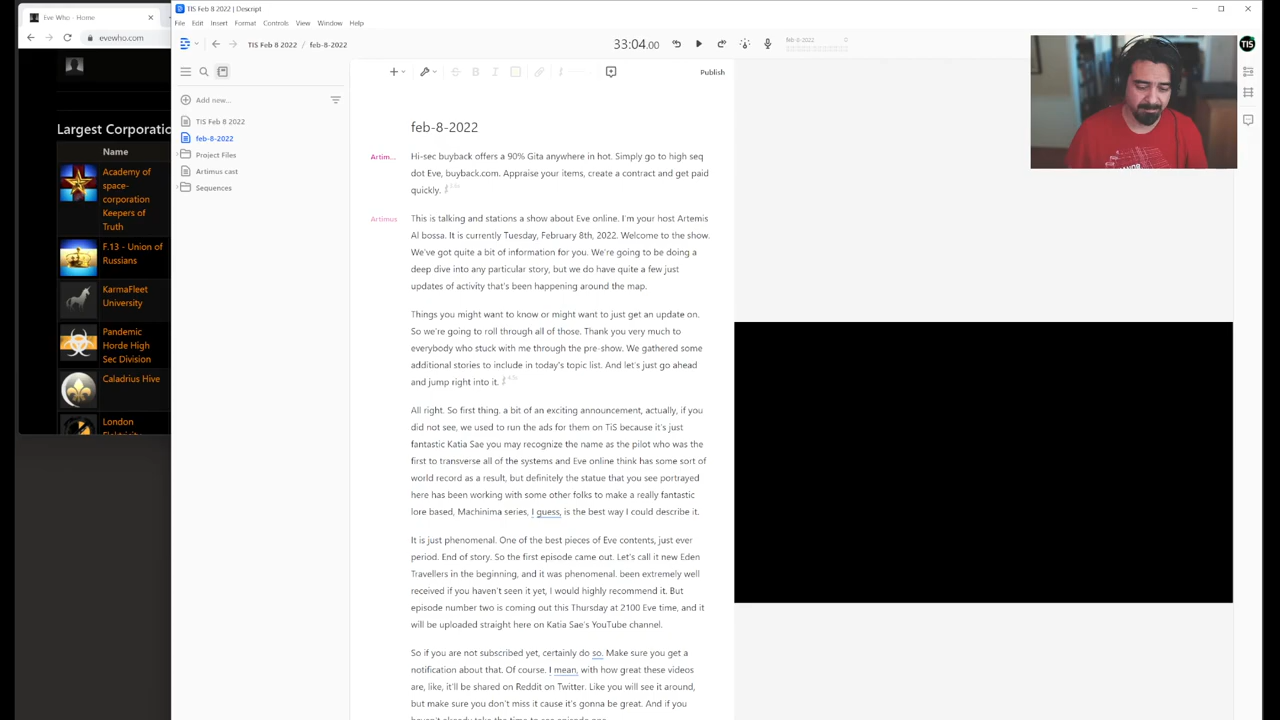 Eve Who - Home
evewho.com
Largest Corporatio
Name
Academy of
space-
corporation
Keepers of
Truth
F.13 - Union of
Russians
KarmaFleet
University
Pandemic
Horde High
Sec Division
Caladrius Hive
London
TIS Feb 8 2022 | Descript
File Edit Insert Format Controls View Window Help
TIS Feb 8 2022 / feb-8-2022
33:04.00
feb-8-2022
TIS
Publish
Add new...
TIS Feb 8 2022
feb-8-2022
Project Files
Artimus cast
Sequences
feb-8-2022
Artim...
Hi-sec buyback offers a 90% Gita anywhere in hot. Simply go to high seq
dot Eve, buyback.com. Appraise your items, create a contract and get paid
quickly.
Artimus
This is talking and stations a show about Eve online. I'm your host Artemis
Al bossa. It is currently Tuesday, February 8th, 2022. Welcome to the show.
We've got quite a bit of information for you. We're going to be doing a
deep dive into any particular story, but we do have quite a few just
updates of activity that's been happening around the map.
Things you might want to know or might want to just get an update on.
So we're going to roll through all of those. Thank you very much to
everybody who stuck with me through the pre-show. We gathered some
additional stories to include in today's topic list. And let's just go ahead
and jump right into it.
All right. So first thing. a bit of an exciting announcement, actually, if you
did not see, we used to run the ads for them on TiS because it's just
fantastic Katia Sae you may recognize the name as the pilot who was the
first to transverse all of the systems and Eve online think has some sort of
world record as a result, but definitely the statue that you see portrayed
here has been working with some other folks to make a really fantastic
lore based, Machinima series, I guess, is the best way I could describe it.
It is just phenomenal. One of the best pieces of Eve contents, just ever
period. End of story. So the first episode came out. Let's call it new Eden
Travellers in the beginning, and it was phenomenal. been extremely well
received if you haven't seen it yet, I would highly recommend it. But
episode number two is coming out this Thursday at 2100 Eve time, and it
will be uploaded straight here on Katia Sae's YouTube channel.
So if you are not subscribed yet, certainly do so. Make sure you get a
notification about that. Of course. I mean, with how great these videos
are, like, it'll be shared on Reddit on Twitter. Like you will see it around,
but make sure you don't miss it cause it's gonna be great. And if you
haven't already take the time to see episode one.